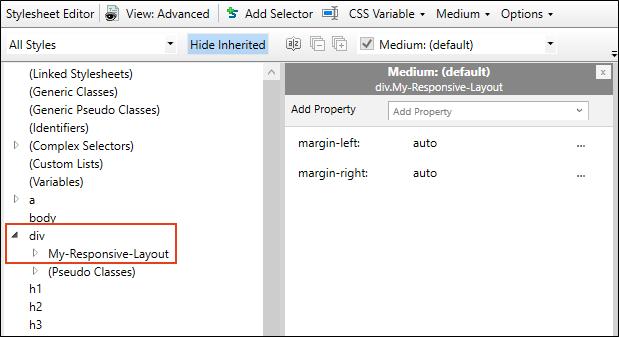 Stylesheet Editor View: Advanced Add Selector CSS Variable Medium Options
All Styles Hide Inherited Medium: (default)
(Linked Stylesheets)
(Generic Classes)
(Generic Pseudo Classes)
(Identifiers)
(Complex Selectors)
(Custom Lists)
(Variables)
a
body
div
My-Responsive-Layout
(Pseudo Classes)
h1
h2
h3
Medium: (default) x
div.My-Responsive-Layout
Add Property Add Property
margin-left: auto ...
margin-right: auto ...